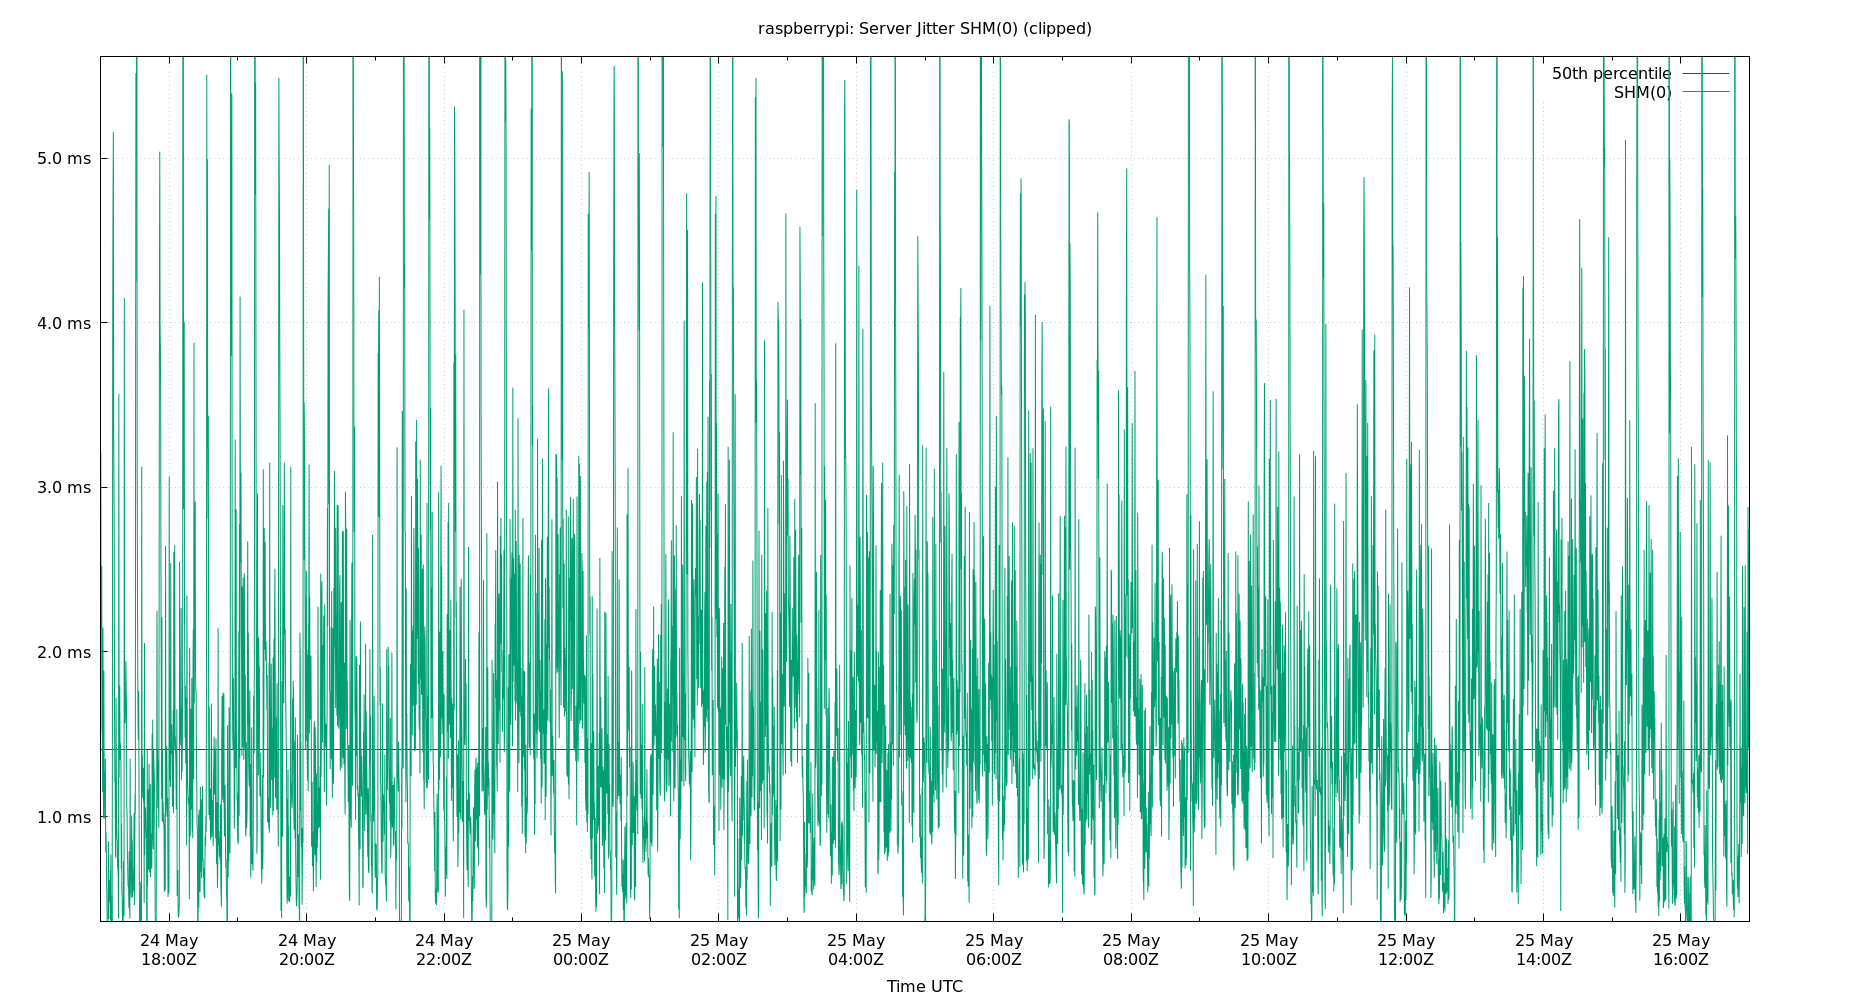 raspberrypi: Server Jitter SHM(0) (clipped)
50th percentile
SHM(0)
5.0 ms
4.0 ms
3.0 ms
2.0 ms
1.0 ms
24 May 24 May 24 May 25 May 25 May 25 May 25 May 25 May 25 May 25 May 25 May 25 May
18:00Z 20:00Z 22:00Z 00:00Z 02:00Z 04:00Z 06:00Z 08:00Z 10:00Z 12:00Z 14:00Z 16:00Z
Time UTC